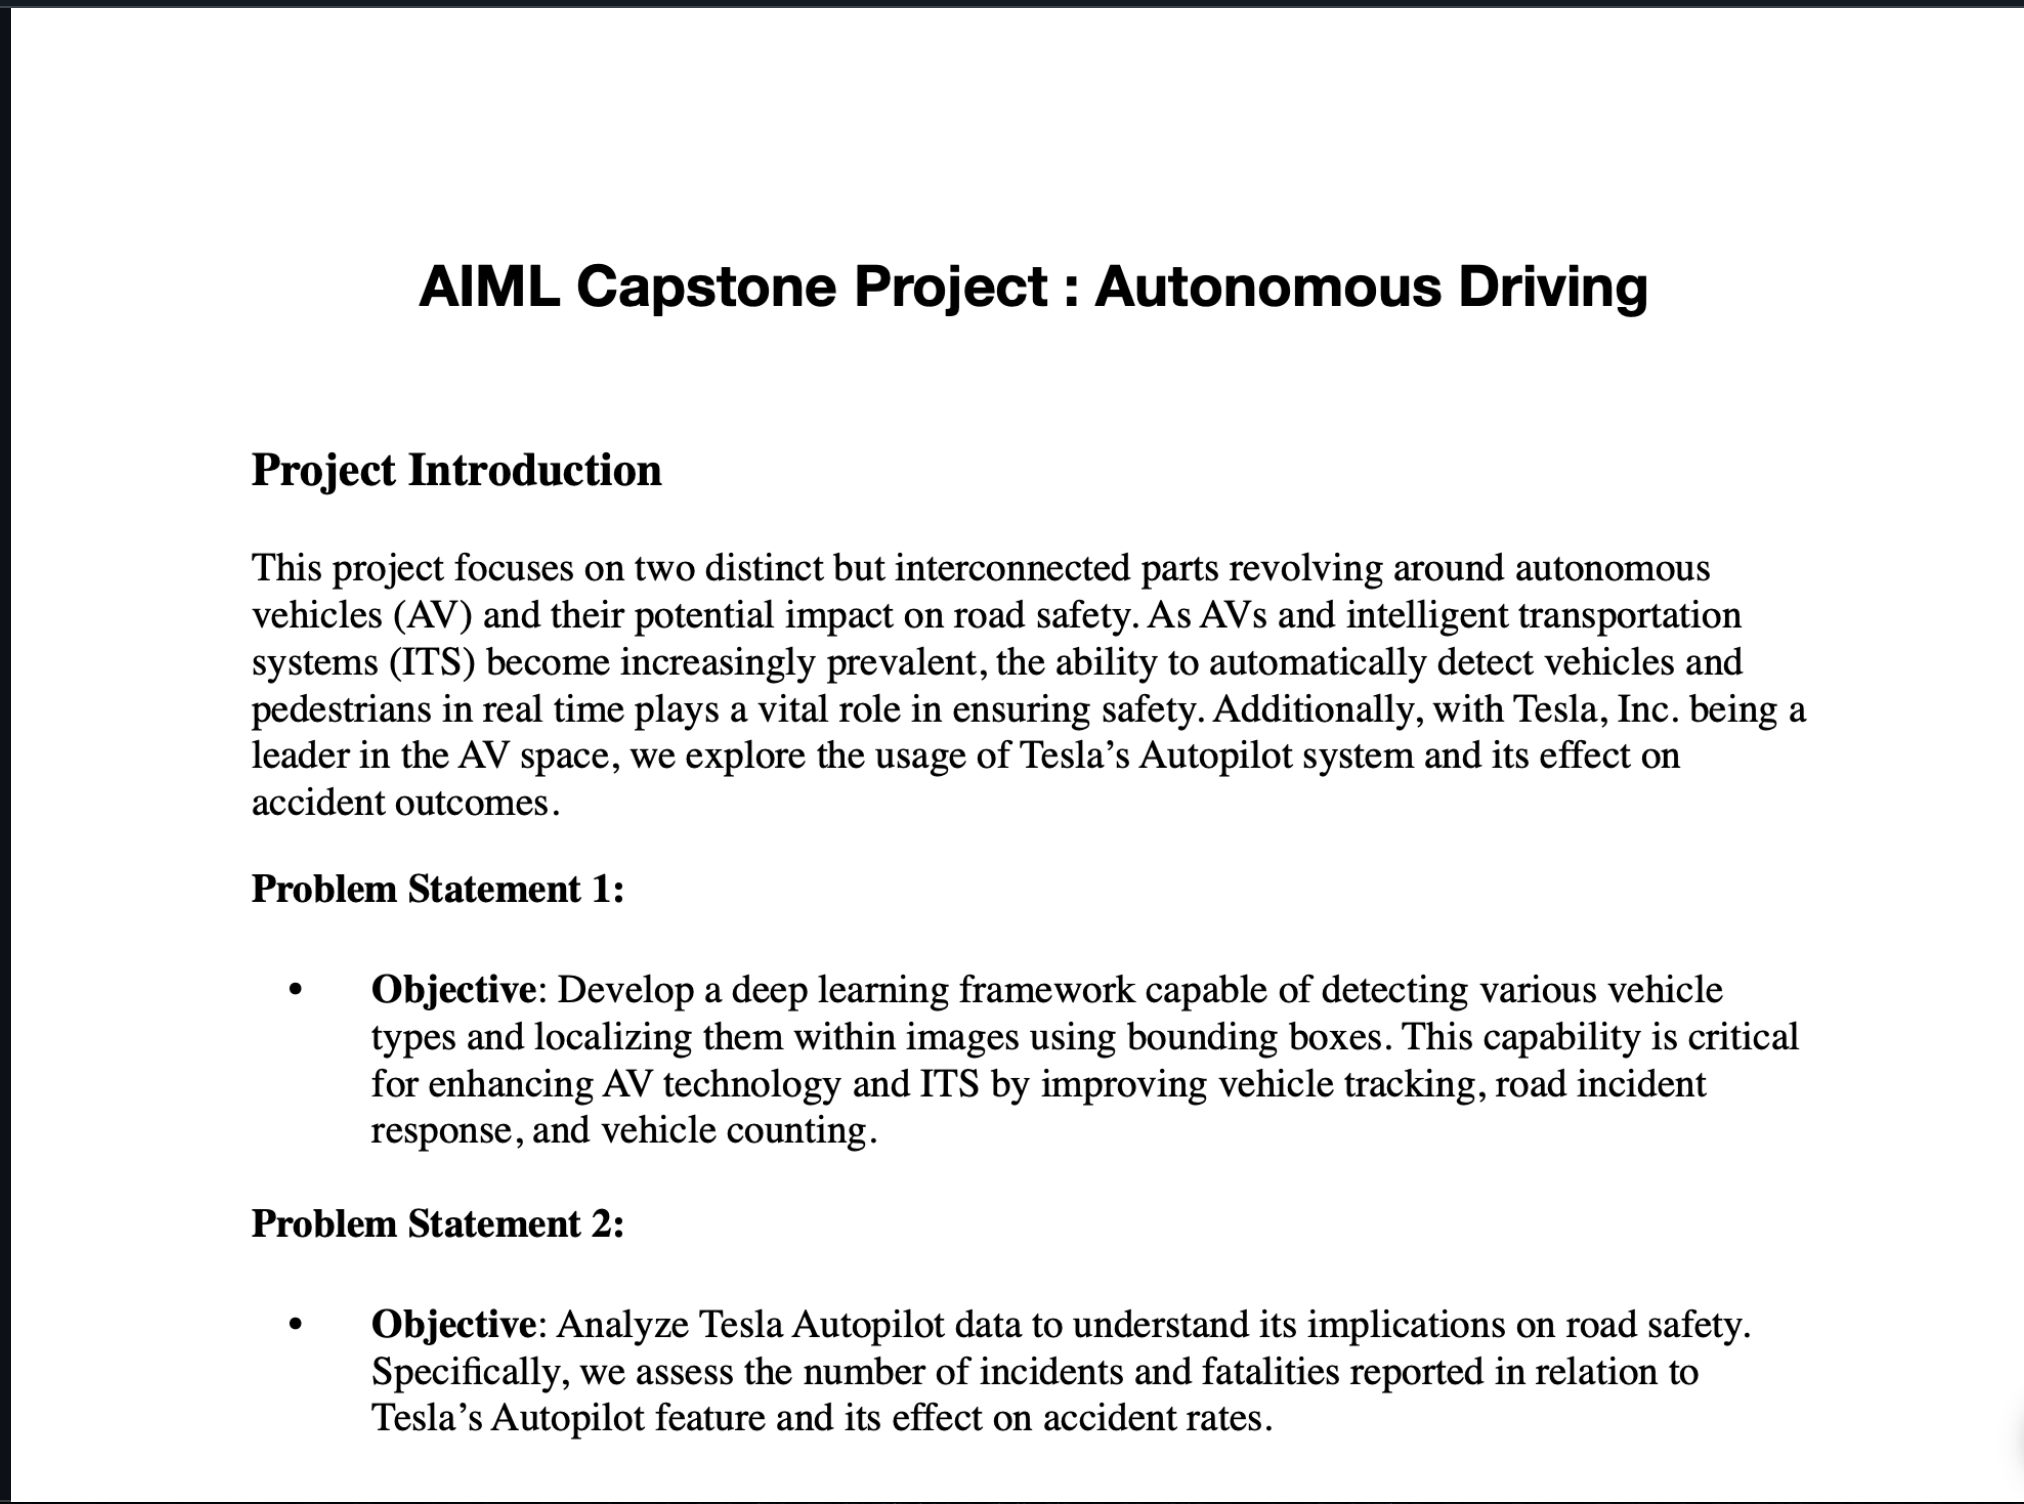 AIML Capstone Project : Autonomous Driving
Project Introduction
This project focuses on two distinct but interconnected parts revolving around autonomous
vehicles (AV) and their potential impact on road safety. As AVs and intelligent transportation
systems (ITS) become increasingly prevalent, the ability to automatically detect vehicles and
pedestrians in real time plays a vital role in ensuring safety. Additionally, with Tesla, Inc. being a
leader in the AV space, we explore the usage of Tesla’s Autopilot system and its effect on
accident outcomes.
Problem Statement 1:
• Objective: Develop a deep learning framework capable of detecting various vehicle
types and localizing them within images using bounding boxes. This capability is critical
for enhancing AV technology and ITS by improving vehicle tracking, road incident
response, and vehicle counting.
Problem Statement 2:
• Objective: Analyze Tesla Autopilot data to understand its implications on road safety.
Specifically, we assess the number of incidents and fatalities reported in relation to
Tesla’s Autopilot feature and its effect on accident rates.